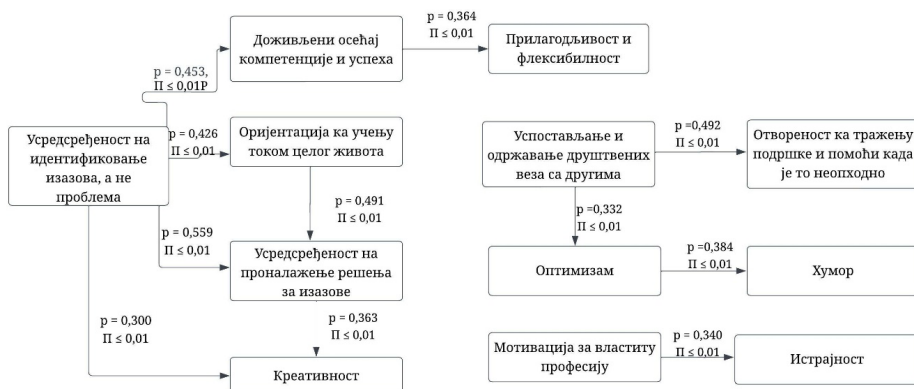 p = 0,364
П ≤ 0,01
Доживљени осећај
компетенције и успеха
Прилагодљивост и
флексибилност
p = 0,453,
П ≤ 0,01P
Усредсређеност на
идентификовање
изазова, а не
проблема
p = 0,426
П ≤ 0,01
Оријентација ка учењу
током целог живота
p = 0,491
П ≤ 0,01
p = 0,559
П ≤ 0,01
Усредсређеност на
проналажење решења
за изазове
p = 0,300
П ≤ 0,01
p = 0,363
П ≤ 0,01
Креативност
Успостављање и
одржавање друштвених
веза са другима
p =0,492
П ≤ 0,01
Отвореност ка тражењу
подршке и помоћи када
је то неопходно
p =0,332
П ≤ 0,01
Оптимизам
p =0,384
П ≤ 0,01
Хумор
Мотивација за властиту
професију
p =0,340
П ≤ 0,01
Истрајност